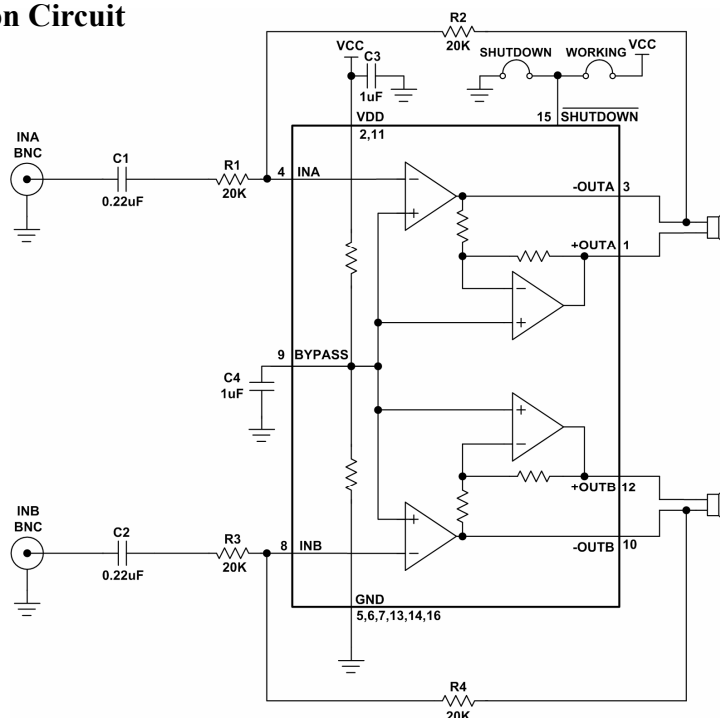 on Circuit
R2
20K
VCC
C3
1uF
SHUTDOWN
WORKING
VCC
VDD
2,11
15
SHUTDOWN
INA
BNC
C1
0.22uF
R1
20K
4
INA
-OUTA
3
+OUTA
1
9
BYPASS
C4
1uF
+OUTB
12
-OUTB
10
INB
BNC
C2
0.22uF
R3
20K
8
INB
GND
5,6,7,13,14,16
R4
20K